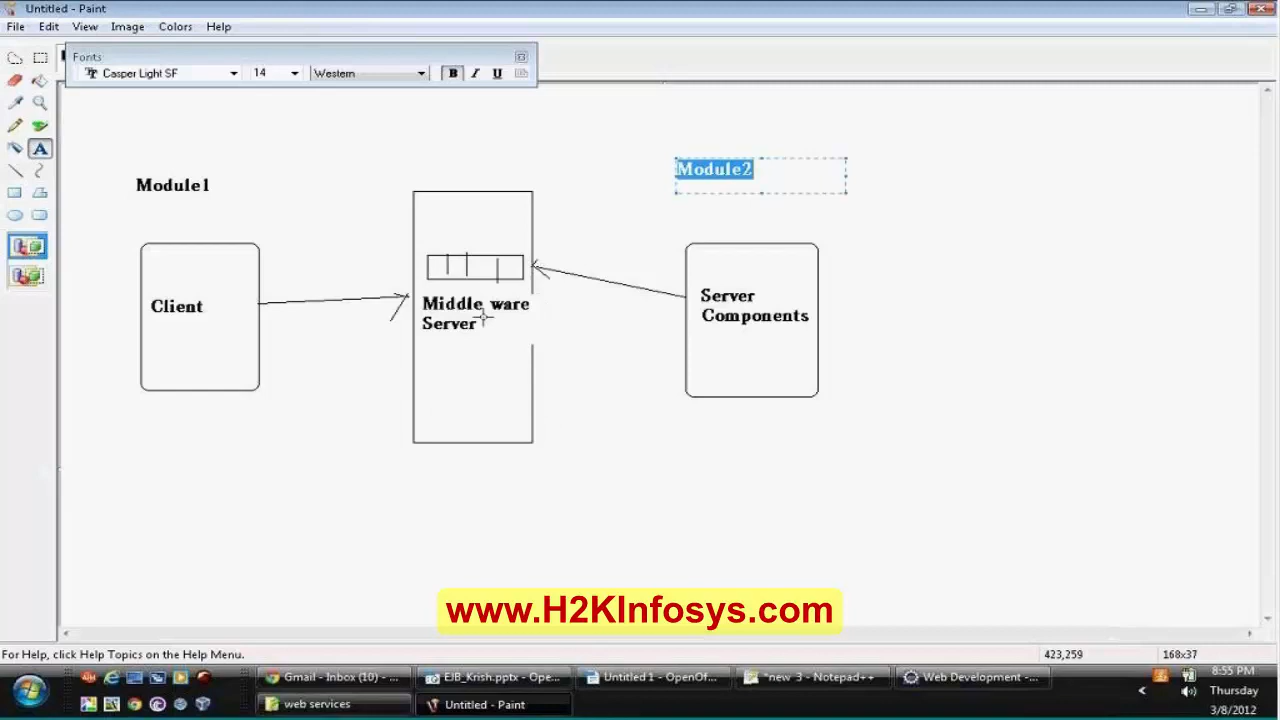 Untitled - Paint
File Edit View Image Colors Help
Fonts
Casper Light SF 14 Western B I U
Module1
Module2
Client
Middle ware
Server
Server
Components
www.H2KInfosys.com
For Help, click Help Topics on the Help Menu. 423,259 168x37
Gmail - Inbox (10) - ... EJB_Krish.pptx - Ope... Untitled 1 - OpenOf... *new 3 - Notepad++ Web Development -...
web services Untitled - Paint
8:55 PM
Thursday
3/8/2012